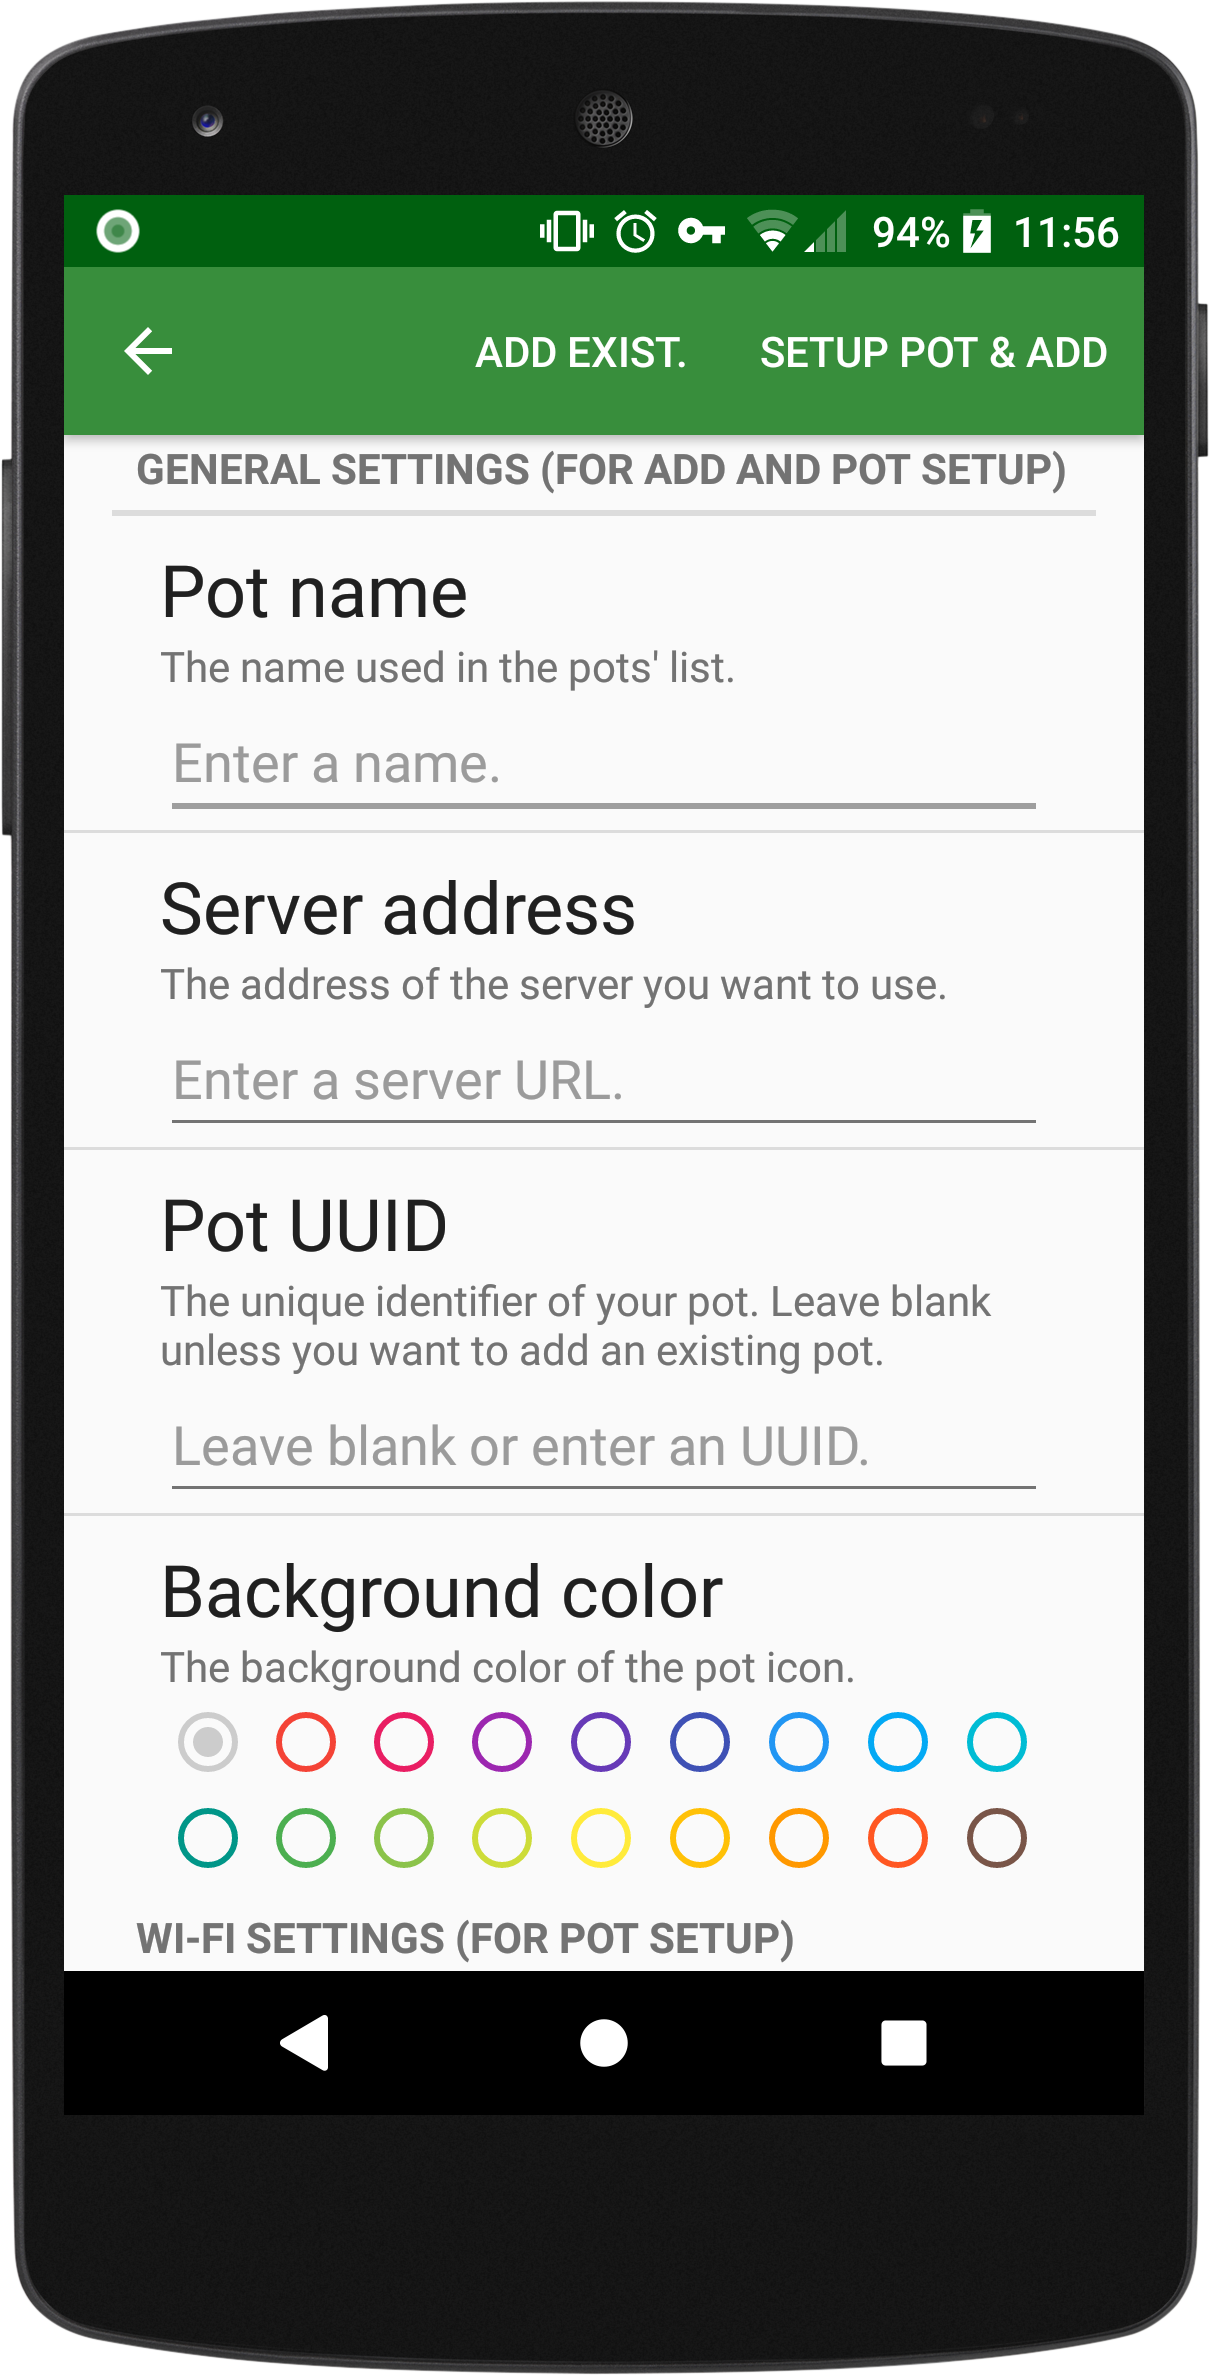 94% 11:56
ADD EXIST. SETUP POT & ADD
GENERAL SETTINGS (FOR ADD AND POT SETUP)
Pot name
The name used in the pots' list.
Enter a name.
Server address
The address of the server you want to use.
Enter a server URL.
Pot UUID
The unique identifier of your pot. Leave blank
unless you want to add an existing pot.
Leave blank or enter an UUID.
Background color
The background color of the pot icon.
WI-FI SETTINGS (FOR POT SETUP)